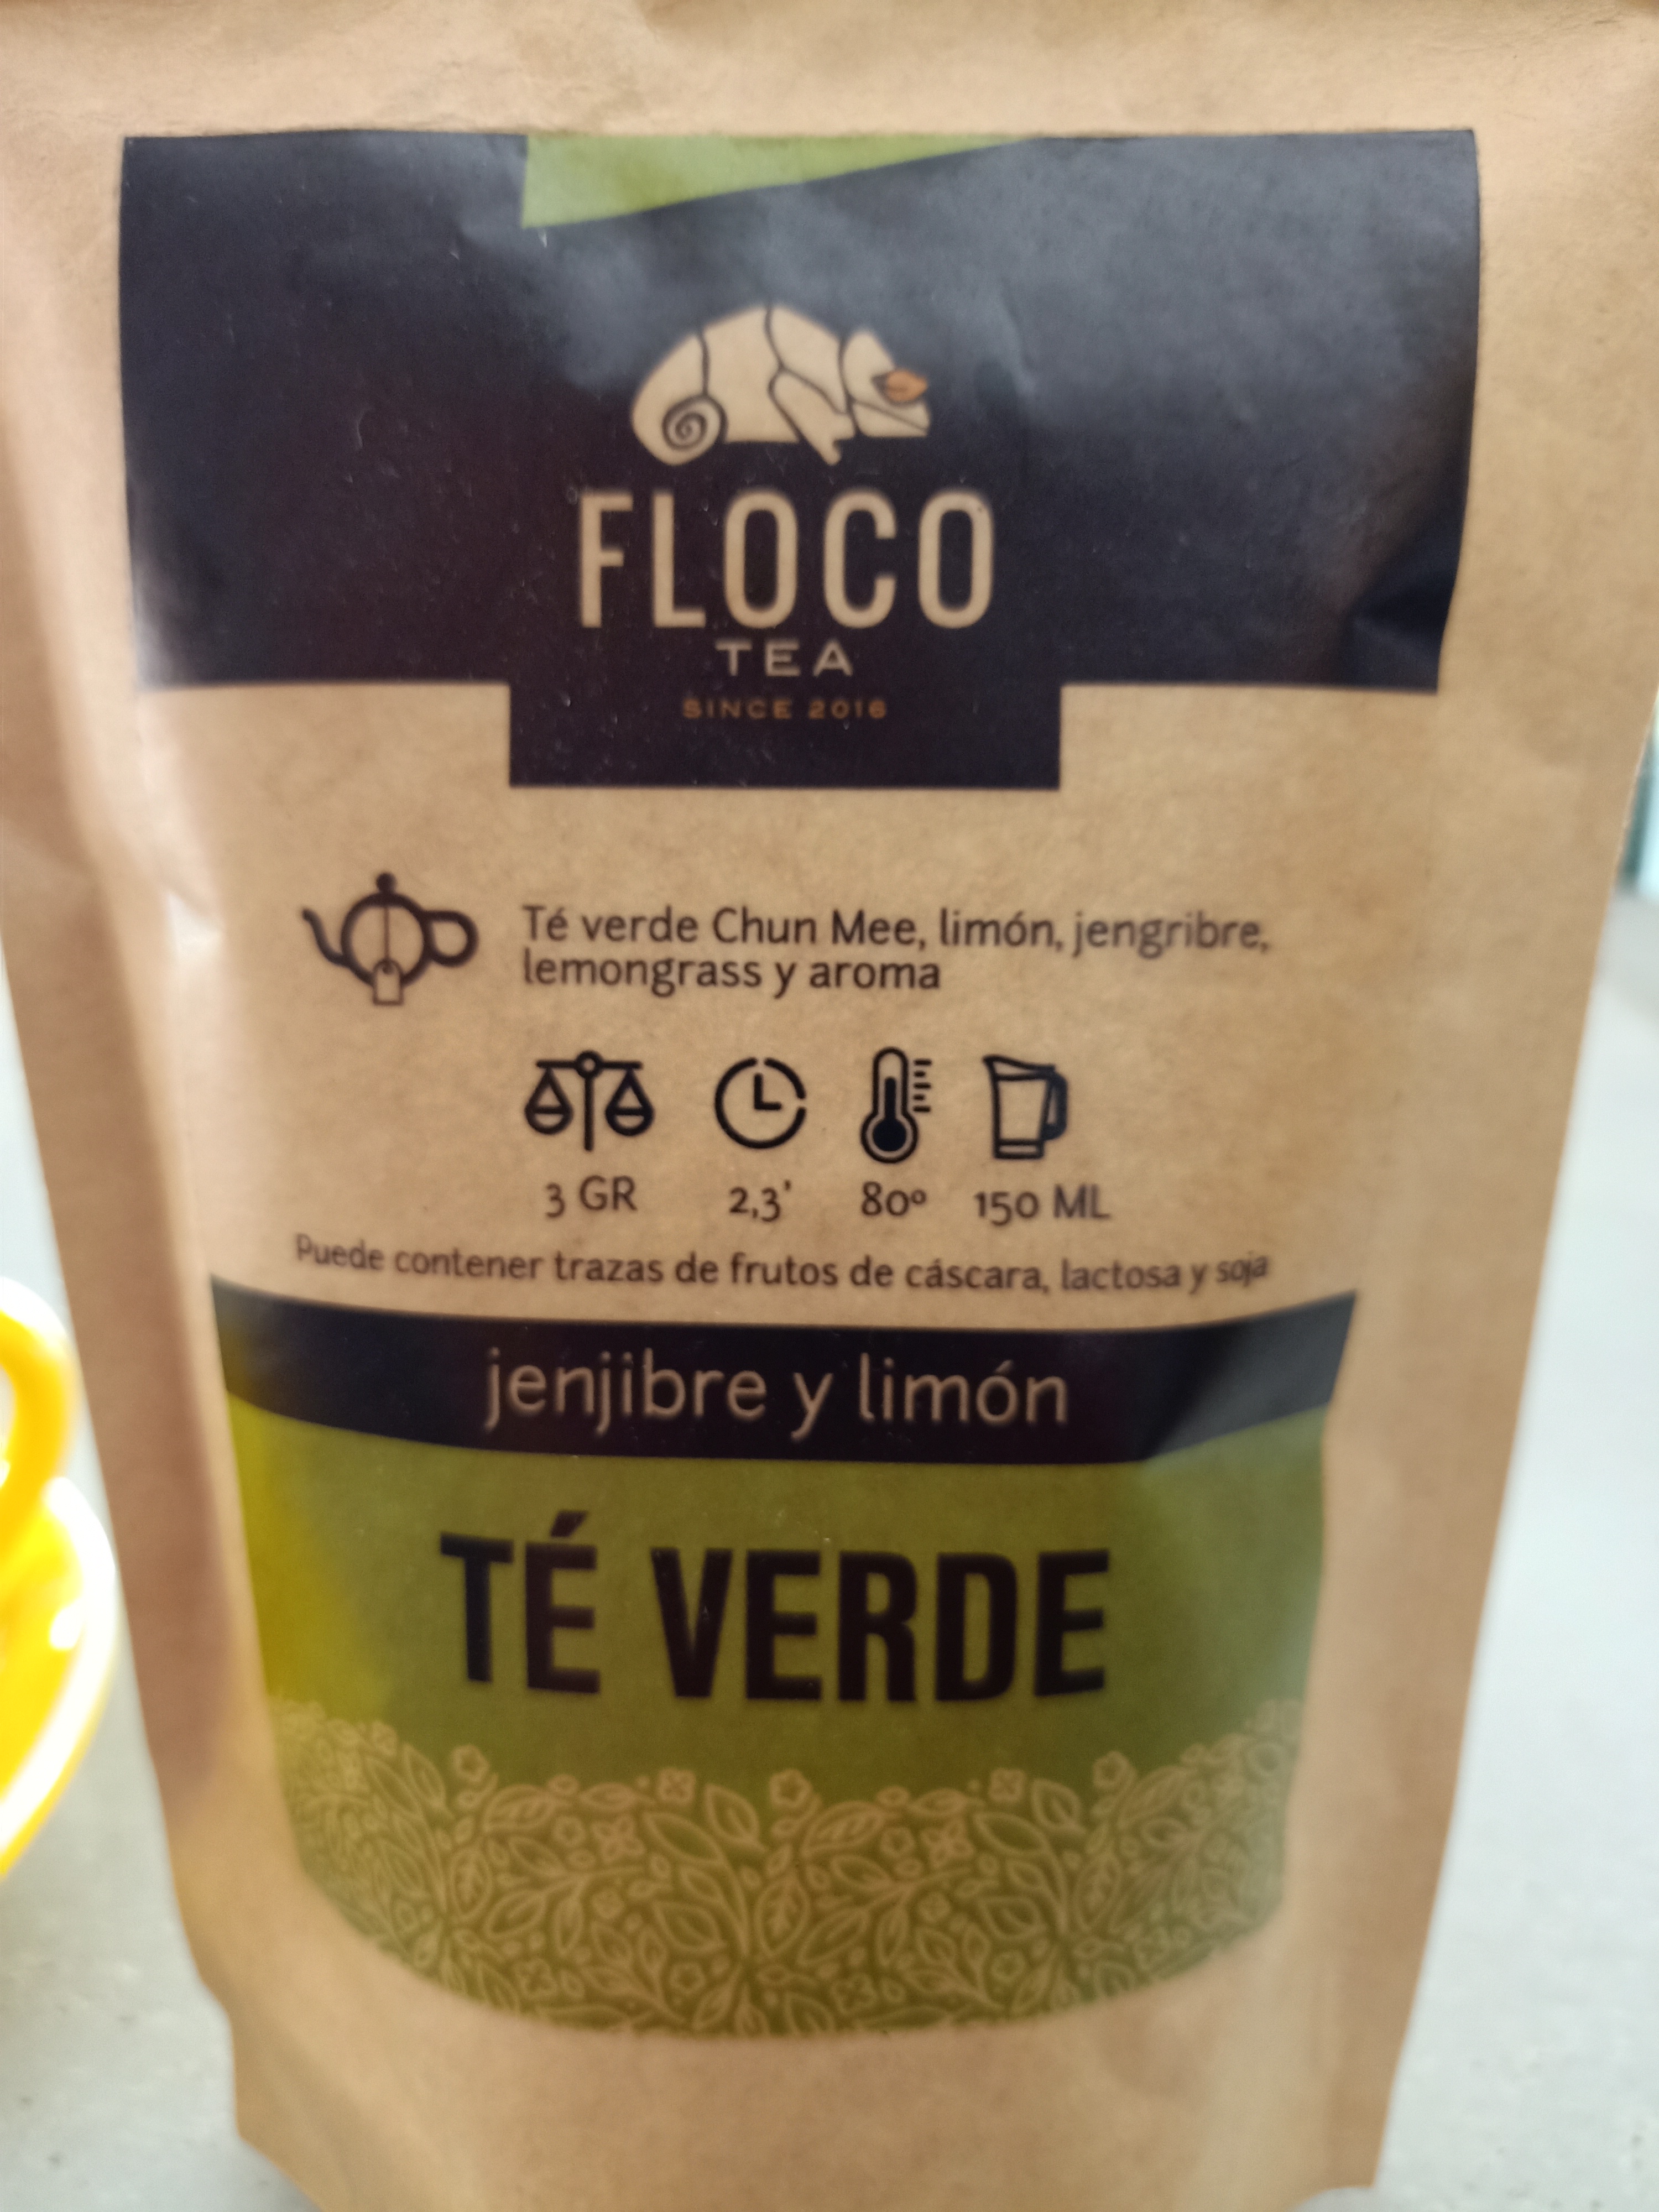 FLOCO
TEA
SINCE 2016
Té verde Chun Mee, limón, jengribre,
lemongrass y aroma
3 GR 2,3' 80º 150 ML
Puede contener trazas de frutos de cáscara, lactosa y soja
jenjibre y limón
TÉ VERDE